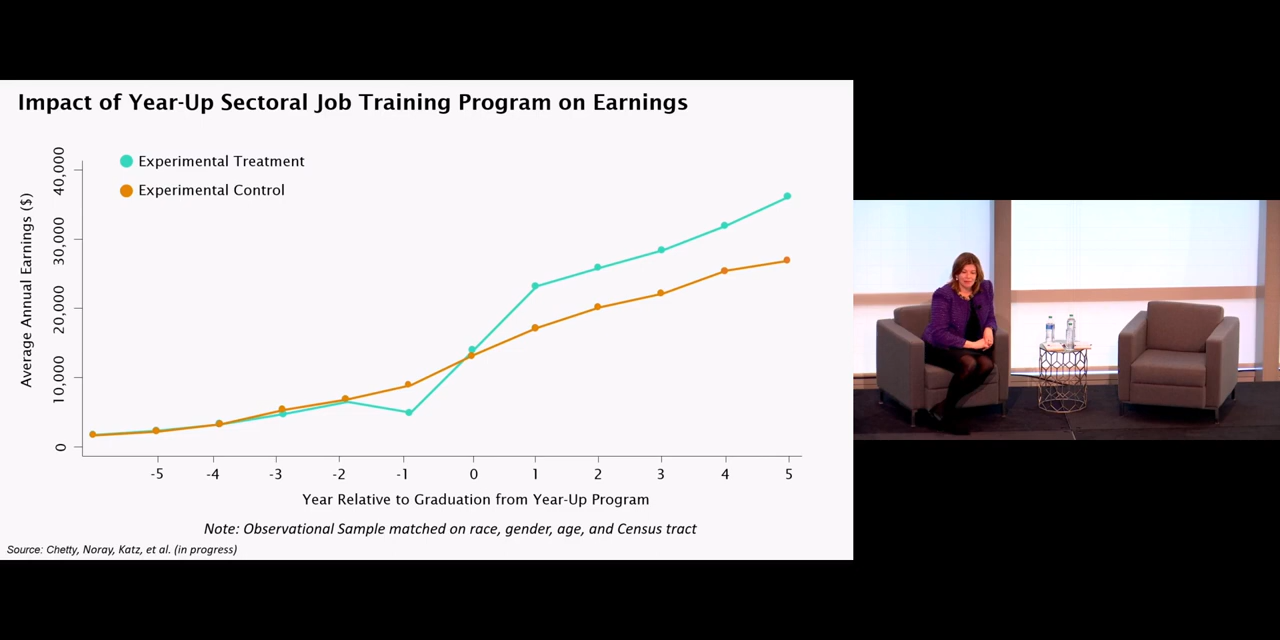 Impact of Year-Up Sectoral Job Training Program on Earnings
Experimental Treatment
Experimental Control
Average Annual Earnings ($)
40,000
30,000
20,000
10,000
0
-5 -4 -3 -2 -1 0 1 2 3 4 5
Year Relative to Graduation from Year-Up Program
Note: Observational Sample matched on race, gender, age, and Census tract
Source: Chetty, Noray, Katz, et al. (in progress)